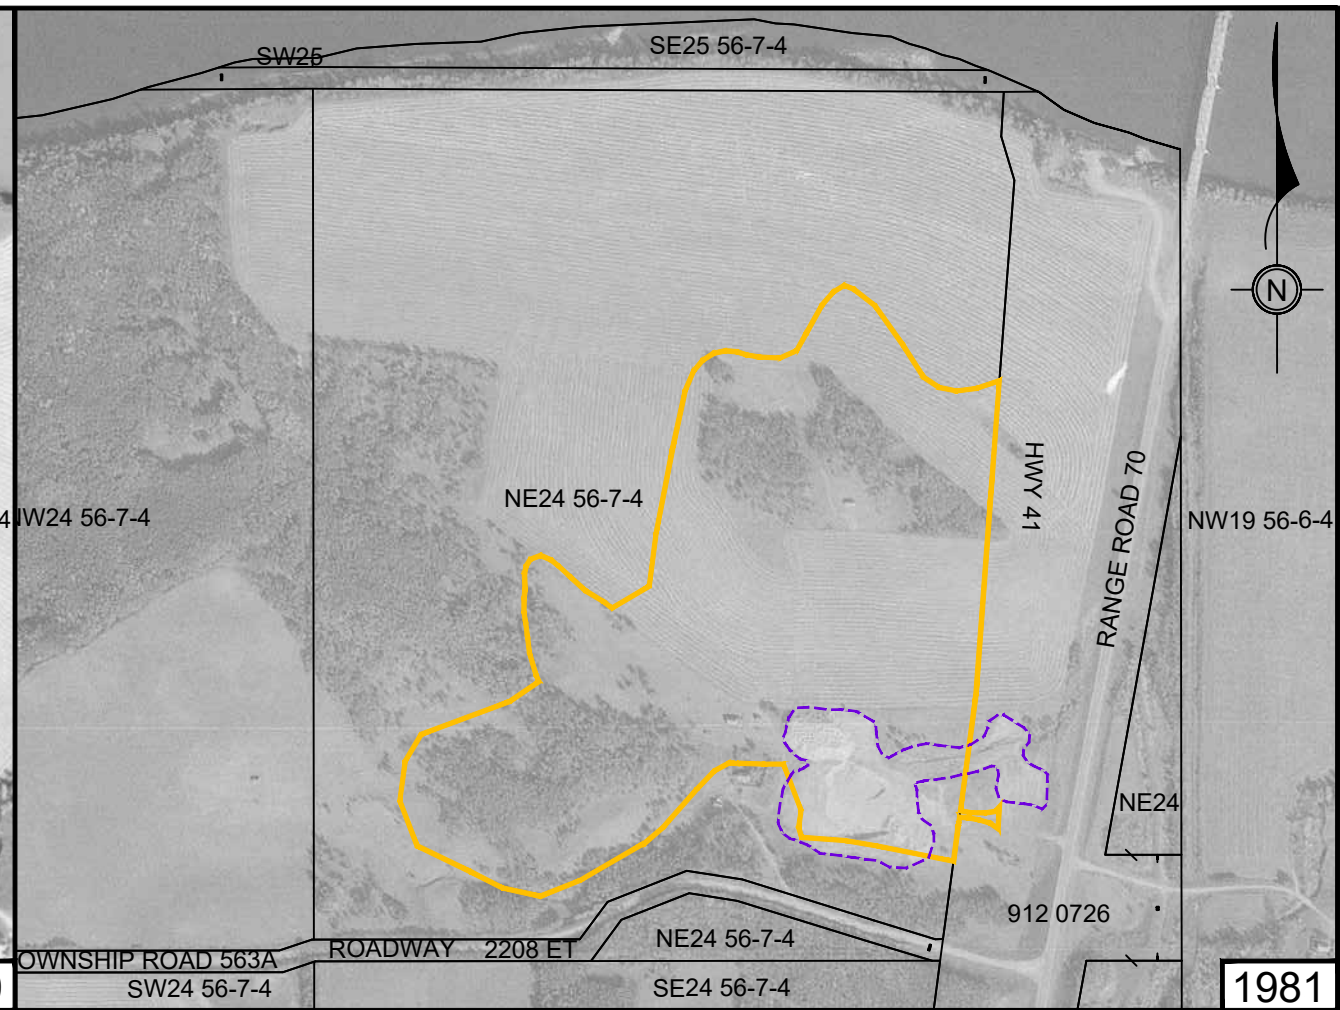 SW25
SE25 56-7-4
N
HWY 41
RANGE ROAD 70
NE24 56-7-4
W24 56-7-4
NW19 56-6-4
NE24
912 0726
ROADWAY 2208 ET
NE24 56-7-4
OWNSHIP ROAD 563A
SW24 56-7-4
SE24 56-7-4
1981